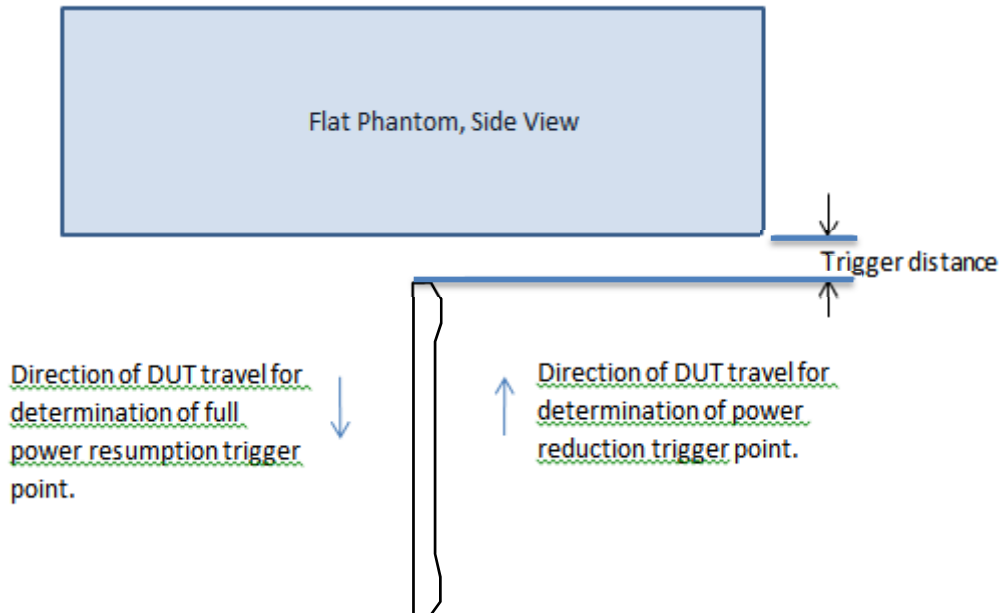 Flat Phantom, Side View
Trigger distance
Direction of DUT travel for
determination of full
power resumption trigger
point.
Direction of DUT travel for
determination of power
reduction trigger point.